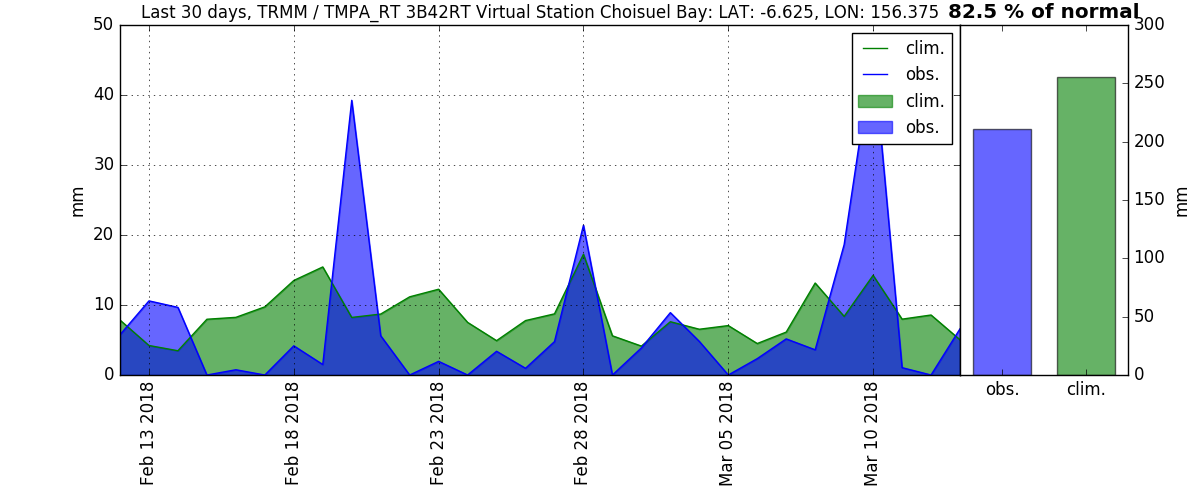 Last 30 days, TRMM / TMPA_RT 3B42RT Virtual Station Choisuel Bay: LAT: -6.625, LON: 156.375 82.5 % of normal
50
40
30
20
10
0
mm
clim.
obs.
clim.
obs.
Feb 13 2018
Feb 18 2018
Feb 23 2018
Feb 28 2018
Mar 05 2018
Mar 10 2018
300
250
200
150
100
50
0
mm
obs. clim.